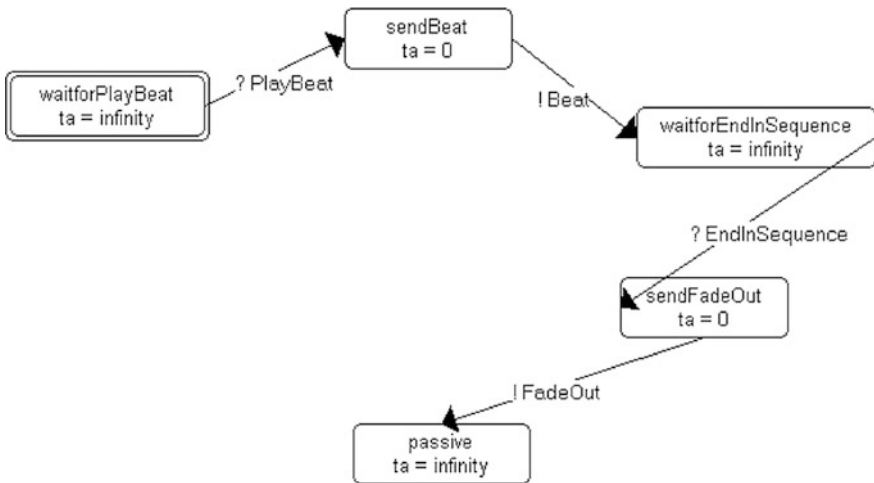 sendBeat
ta = 0
waitforPlayBeat
ta = infinity
? PlayBeat
! Beat
waitforEndInSequence
ta = infinity
? EndInSequence
sendFadeOut
ta = 0
! FadeOut
passive
ta = infinity